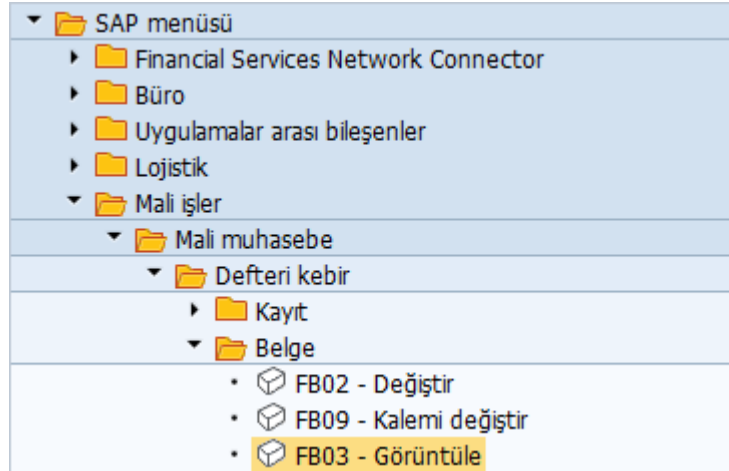 SAP menüsü
Financial Services Network Connector
Büro
Uygulamalar arası bileşenler
Lojistik
Mali işler
Mali muhasebe
Defteri kebir
Kayıt
Belge
FB02 - Değiştir
FB09 - Kalemi değiştir
FB03 - Görüntüle